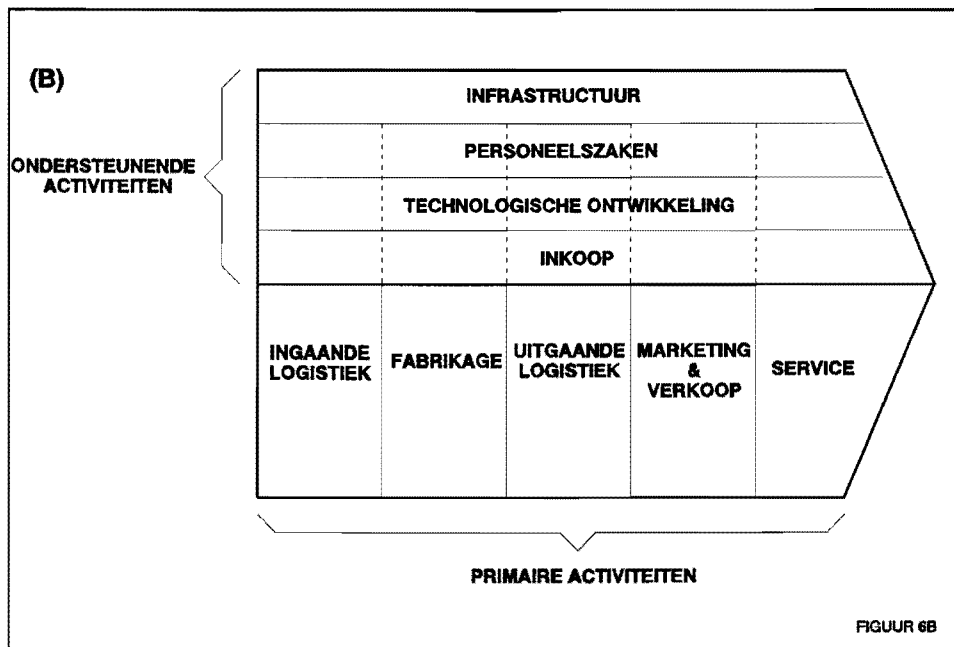 (B)
INFRASTRUCTUUR
PERSONEELSZAKEN
ONDERSTEUNENDE
ACTIVITEITEN
TECHNOLOGISCHE ONTWIKKELING
INKOOP
INGAANDE
LOGISTIEK
FABRIKAGE
UITGAANDE
LOGISTIEK
MARKETING
&
VERKOOP
SERVICE
PRIMAIRE ACTIVITEITEN
FIGUUR 6B